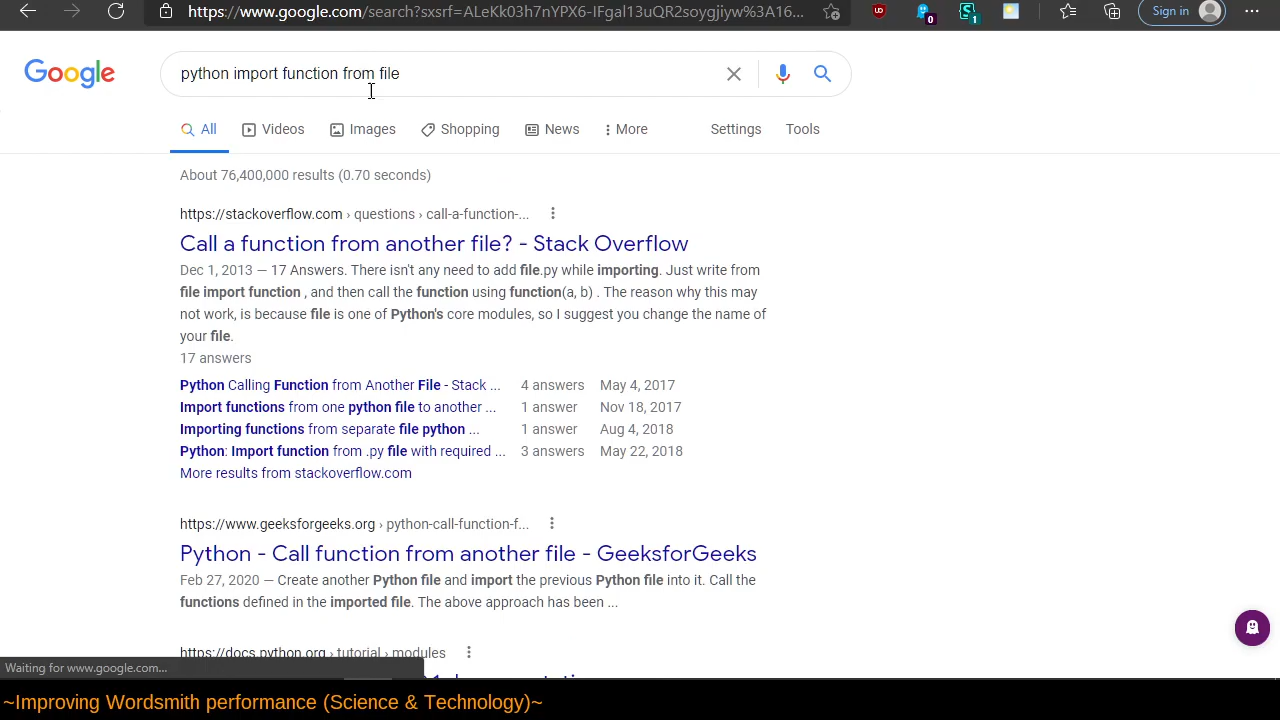 https://www.google.com/search?sxsrf=ALeKk03h7nYPX6-IFgal13uQR2soygjiyw%3A16...
Sign in
0
1
Google
python import function from file
All
Videos
Images
Shopping
News
More
Settings
Tools
About 76,400,000 results (0.70 seconds)
https://stackoverflow.com › questions › call-a-function-...
Call a function from another file? - Stack Overflow
Dec 1, 2013 — 17 Answers. There isn't any need to add file.py while importing. Just write from
file import function , and then call the function using function(a, b) . The reason why this may
not work, is because file is one of Python's core modules, so I suggest you change the name of
your file.
17 answers
Python Calling Function from Another File - Stack ... 4 answers May 4, 2017
Import functions from one python file to another ... 1 answer Nov 18, 2017
Importing functions from separate file python ... 1 answer Aug 4, 2018
Python: Import function from .py file with required ... 3 answers May 22, 2018
More results from stackoverflow.com
https://www.geeksforgeeks.org › python-call-function-f...
Python - Call function from another file - GeeksforGeeks
Feb 27, 2020 — Create another Python file and import the previous Python file into it. Call the
functions defined in the imported file. The above approach has been ...
https://docs.python.org › tutorial › modules
Waiting for www.google.com...
~Improving Wordsmith performance (Science & Technology)~